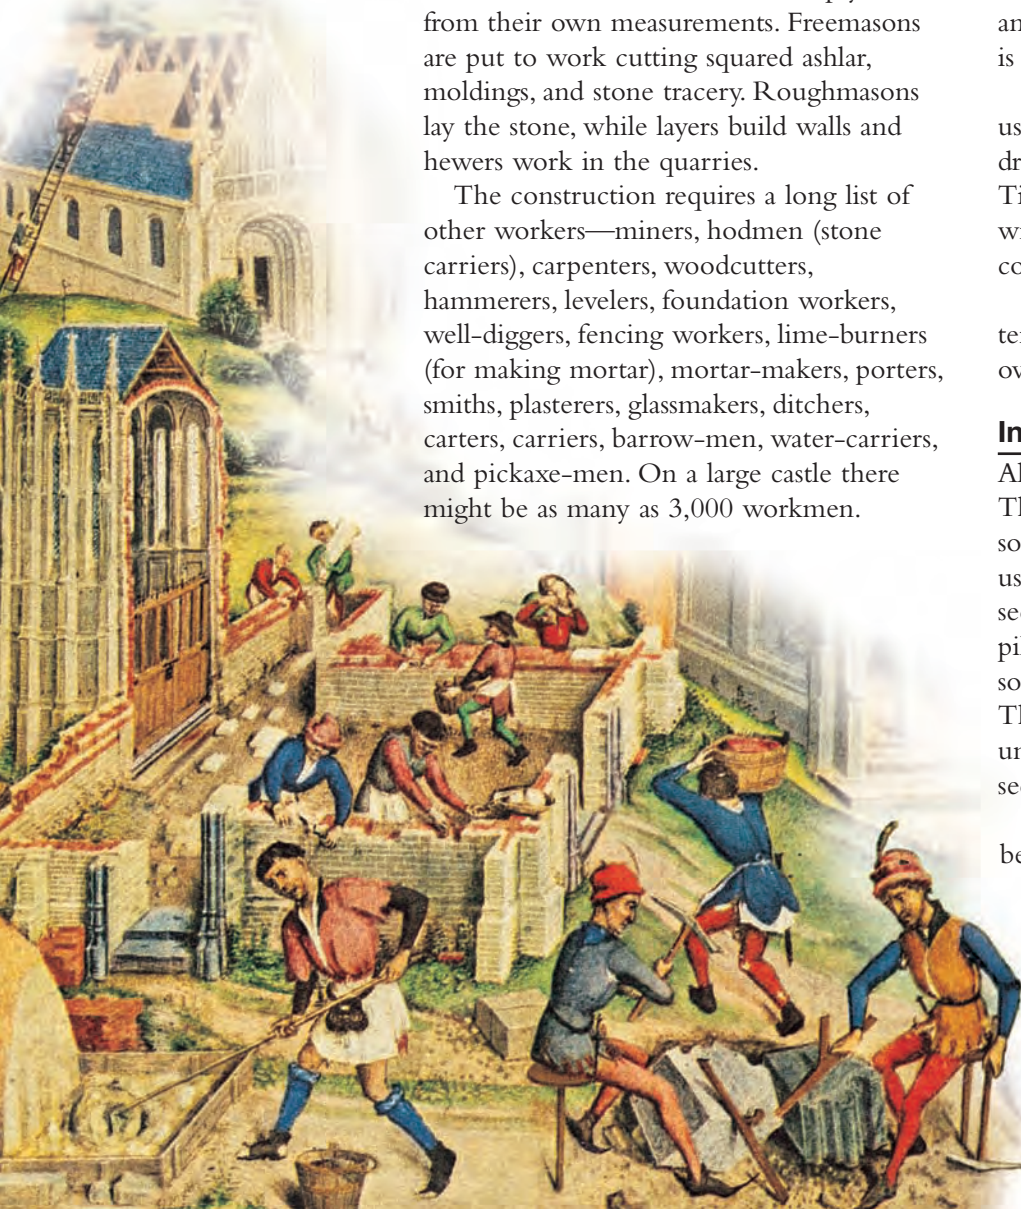 from their own measurements. Freemasons
are put to work cutting squared ashlar,
moldings, and stone tracery. Roughmasons
lay the stone, while layers build walls and
hewers work in the quarries.
The construction requires a long list of
other workers—miners, hodmen (stone
carriers), carpenters, woodcutters,
hammerers, levelers, foundation workers,
well-diggers, fencing workers, lime-burners
(for making mortar), mortar-makers, porters,
smiths, plasterers, glassmakers, ditchers,
carters, carriers, barrow-men, water-carriers,
and pickaxe-men. On a large castle there
might be as many as 3,000 workmen.